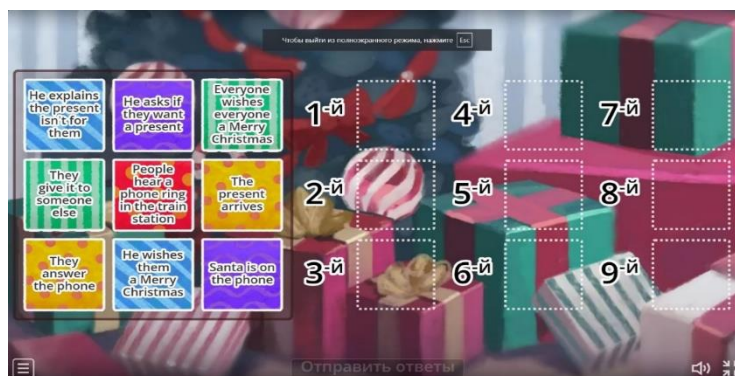 Чтобы выйти из полноэкранного режима, нажмите Esc
He explains
the present
isn't for
them
He asks if
they want
a present
Everyone
wishes
everyone
a Merry
Christmas
They
give it to
someone
else
People
hear a
phone ring
in the train
station
The
present
arrives
They
answer
the phone
He wishes
them
a Merry
Christmas
Santa is on
the phone
1-й
2-й
3-й
4-й
5-й
6-й
7-й
8-й
9-й
Отправить ответы